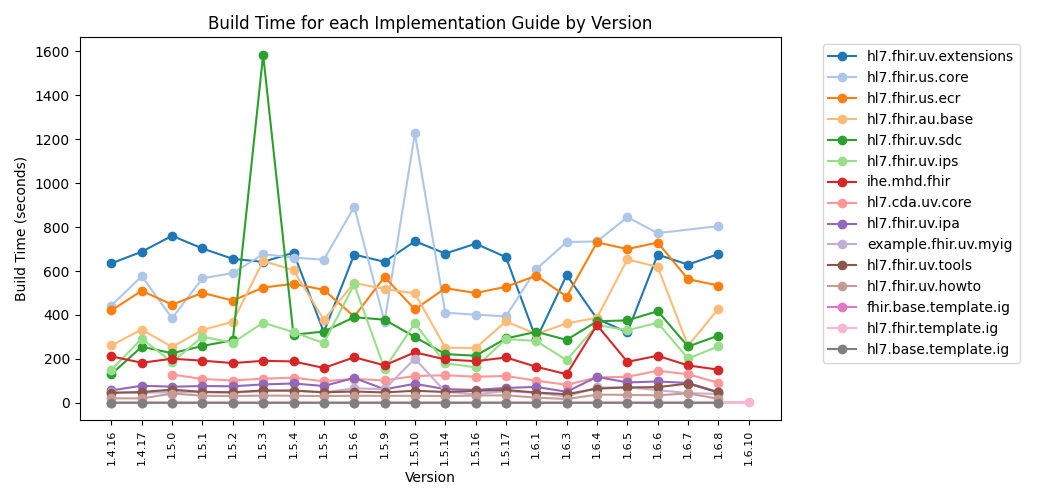 Build Time for each Implementation Guide by Version
Build Time (seconds)
1600
1400
1200
1000
800
600
400
200
0
1.4.16
1.4.17
1.5.0
1.5.1
1.5.2
1.5.3
1.5.4
1.5.5
1.5.6
1.5.9
1.5.10
1.5.14
1.5.16
1.5.17
1.6.1
1.6.3
1.6.4
1.6.5
1.6.6
1.6.7
1.6.8
1.6.10
Version
hl7.fhir.uv.extensions
hl7.fhir.us.core
hl7.fhir.us.ecr
hl7.fhir.au.base
hl7.fhir.uv.sdc
hl7.fhir.uv.ips
ihe.mhd.fhir
hl7.cda.uv.core
hl7.fhir.uv.ipa
example.fhir.uv.myig
hl7.fhir.uv.tools
hl7.fhir.uv.howto
fhir.base.template.ig
hl7.fhir.template.ig
hl7.base.template.ig